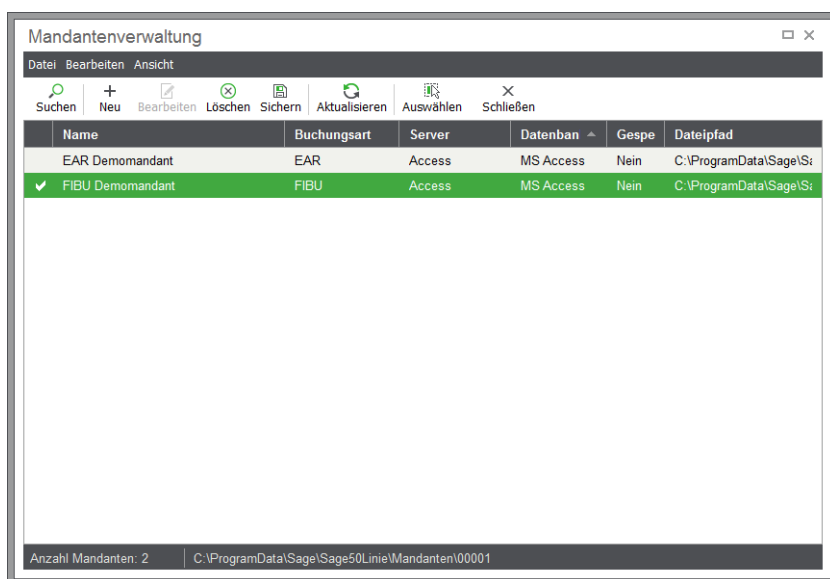 Mandantenverwaltung
Datei Bearbeiten Ansicht
Suchen Neu Bearbeiten Löschen Sichern Aktualisieren Auswählen Schließen
Name Buchungsart Server Datenban Gespe Dateipfad
EAR Demomandant EAR Access MS Access Nein C:\ProgramData\Sage\Sa
FIBU Demomandant FIBU Access MS Access Nein C:\ProgramData\Sage\Sa
Anzahl Mandanten: 2 C:\ProgramData\Sage\Sage50Linie\Mandanten\00001